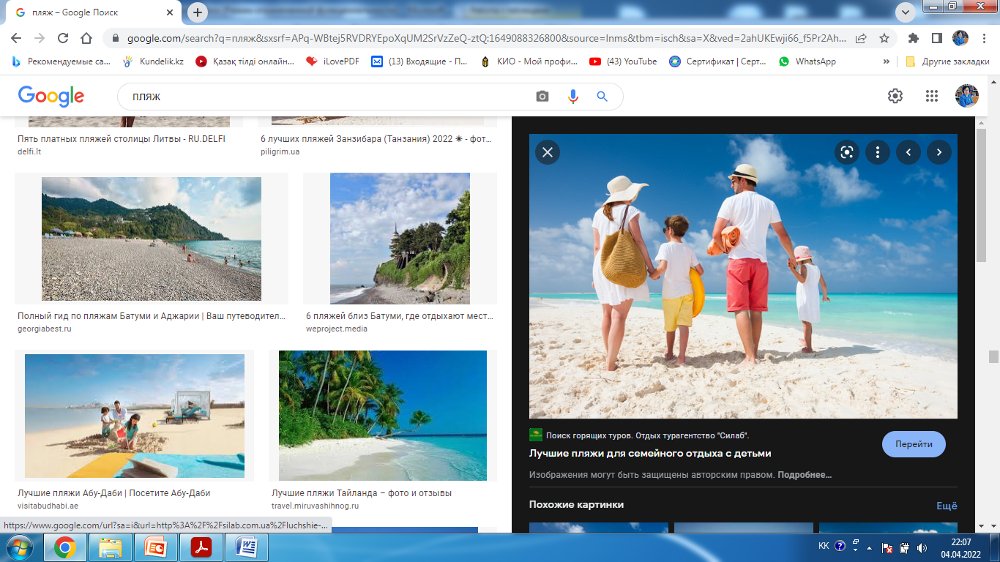 пляж – Google Поиск
google.com/search?q=пляж&sxsrf=APq-WBtej5RVDRYEpoXqUM2SrVzZeQ-ztQ:1649088326800&source=lnms&tbm=isch&sa=X&ved=2ahUKEwji66_f5Pr2Ah...
Рекомендуемые са...
Kundelik.kz
Қазақ тілді онлайн...
iLovePDF
(13) Входящие - П...
КИО - Мой профи...
(43) YouTube
Сертификат | Серт...
WhatsApp
»
Другие закладки
Google
пляж
Пять платных пляжей столицы Литвы - RU.DELFI
delfi.lt
6 лучших пляжей Занзибара (Танзания) 2022 ☀ - фот...
piligrim.ua
Полный гид по пляжам Батуми и Аджарии | Ваш путеводител...
georgiabest.ru
6 пляжей близ Батуми, где отдыхают мест...
weproject.media
Лучшие пляжи Абу-Даби | Посетите Абу-Даби
visitabudhabi.ae
Лучшие пляжи Тайланда – фото и отзывы
travel.miruvashihnog.ru
Поиск горящих туров. Отдых турагентство "Силаб".
Лучшие пляжи для семейного отдыха с детьми
Перейти
Изображения могут быть защищены авторским правом. Подробнее...
Похожие картинки
Ещё
https://www.google.com/url?sa=i&url=http%3A%2F%2Fsilab.com.ua%2Fluchshie-...
KK
22:07
04.04.2022